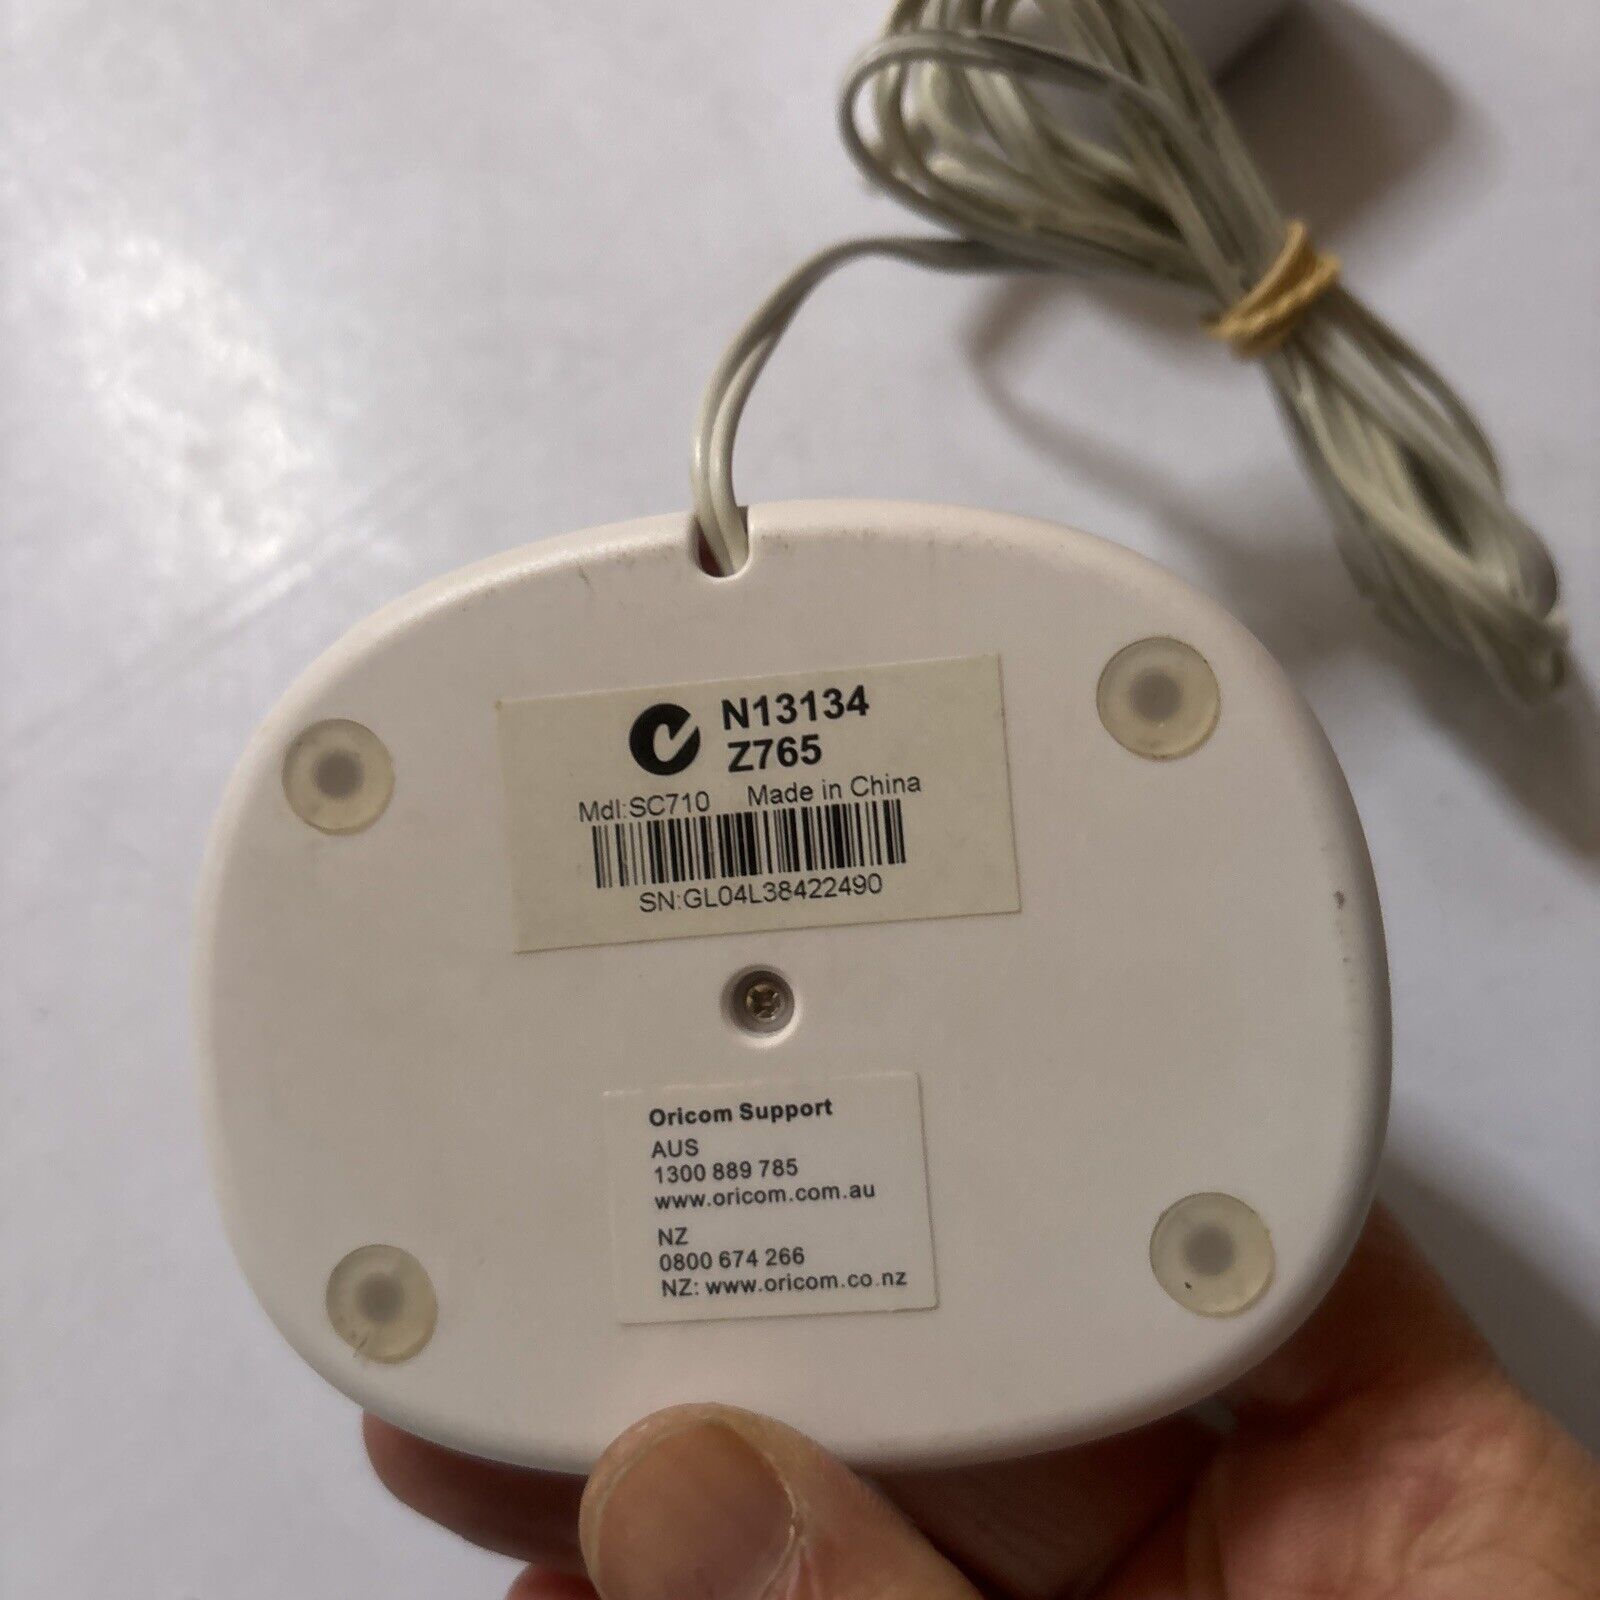 N13134
Z765
Mdl:SC710 Made in China
SN:GL04L38422490
Oricom Support
AUS
1300 889 785
www.oricom.com.au
NZ
0800 674 266
NZ: www.oricom.co.nz